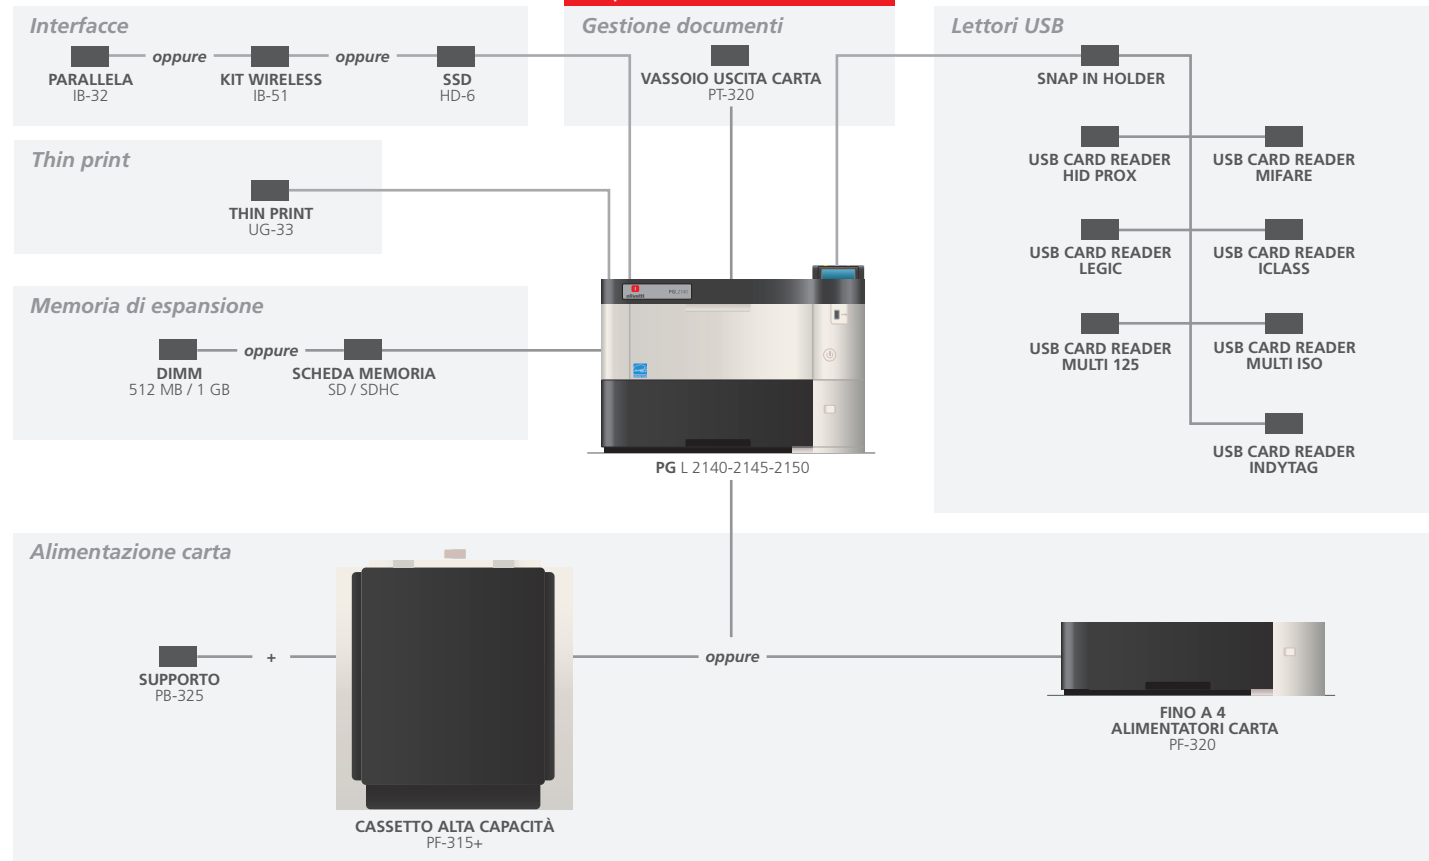 Interfacce
oppure
oppure
PARALLELA
IB-32
KIT WIRELESS
IB-51
SSD
HD-6
Gestione documenti
VASSOIO USCITA CARTA
PT-320
Lettori USB
SNAP IN HOLDER
USB CARD READER
HID PROX
USB CARD READER
MIFARE
USB CARD READER
LEGIC
USB CARD READER
ICLASS
USB CARD READER
MULTI 125
USB CARD READER
MULTI ISO
USB CARD READER
INDYTAG
Thin print
THIN PRINT
UG-33
Memoria di espansione
oppure
DIMM
512 MB / 1 GB
SCHEDA MEMORIA
SD / SDHC
olivetti
PG L 2140-2145-2150
Alimentazione carta
+
oppure
SUPPORTO
PB-325
CASSETTO ALTA CAPACITÀ
PF-315+
FINO A 4
ALIMENTATORI CARTA
PF-320